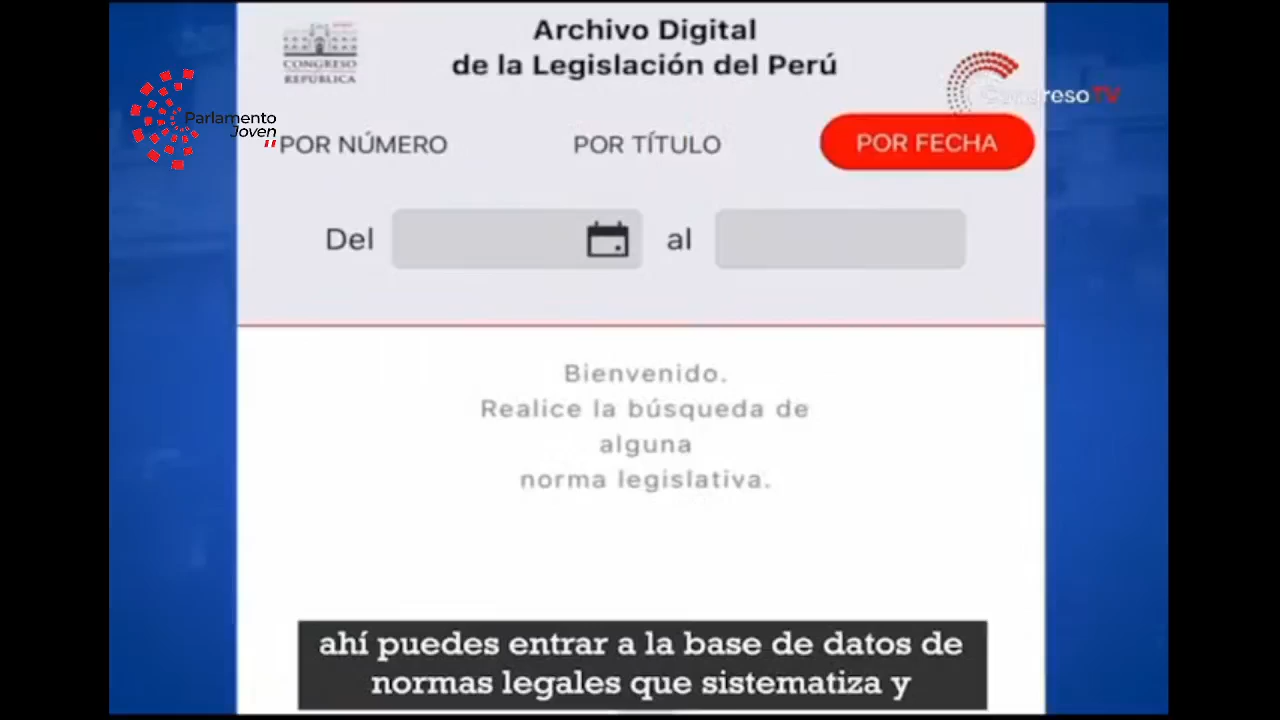 Archivo Digital
de la Legislación del Perú
CONGRESO
REPÚBLICA
Parlamento
Joven
CongresoTV
POR NÚMERO
POR TÍTULO
POR FECHA
Del
al
Bienvenido.
Realice la búsqueda de
alguna
norma legislativa.
ahí puedes entrar a la base de datos de
normas legales que sistematiza y